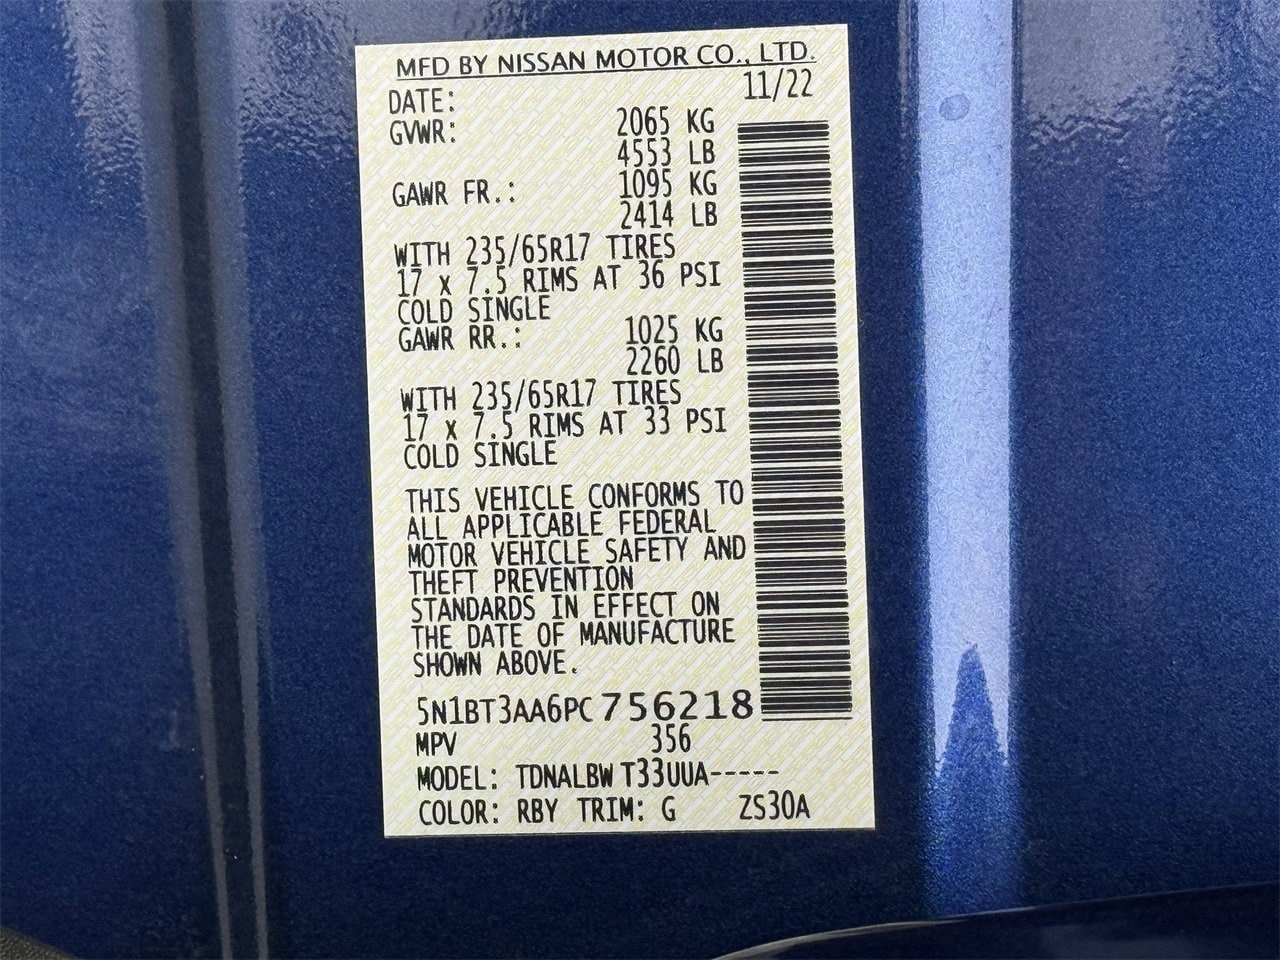 MFD BY NISSAN MOTOR CO., LTD.
DATE: 11/22
GVWR: 2065 KG
4553 LB
GAWR FR.: 1095 KG
2414 LB
WITH 235/65R17 TIRES
17 x 7.5 RIMS AT 36 PSI
COLD SINGLE
GAWR RR.: 1025 KG
2260 LB
WITH 235/65R17 TIRES
17 x 7.5 RIMS AT 33 PSI
COLD SINGLE
THIS VEHICLE CONFORMS TO
ALL APPLICABLE FEDERAL
MOTOR VEHICLE SAFETY AND
THEFT PREVENTION
STANDARDS IN EFFECT ON
THE DATE OF MANUFACTURE
SHOWN ABOVE.
5N1BT3AA6PC756218
MPV 356
MODEL: TDNALBW T33UUA-----
COLOR: RBY TRIM: G ZS30A